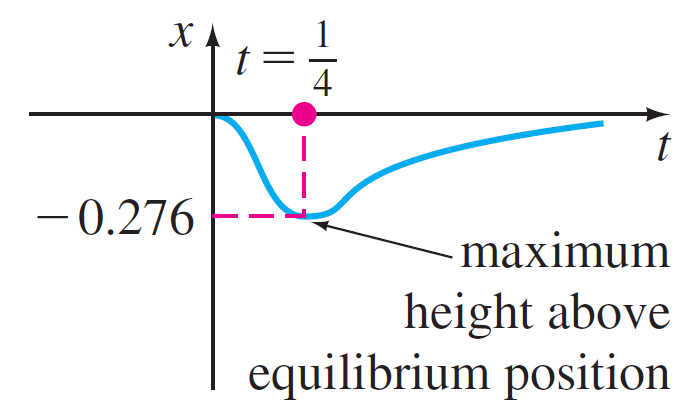 x
t = 1/4
t
−0.276
maximum
height above
equilibrium position